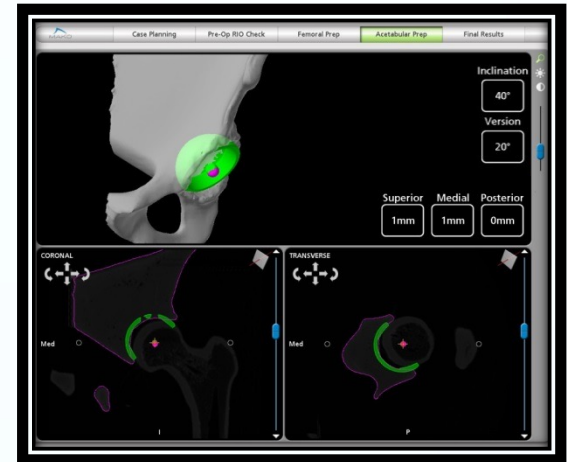 MAKO
Case Planning
Pre-Op RIO Check
Femoral Prep
Acetabular Prep
Final Results
Inclination
40°
Version
20°
Superior
Medial
Posterior
1mm
1mm
0mm
CORONAL
Med
I
TRANSVERSE
Med
P